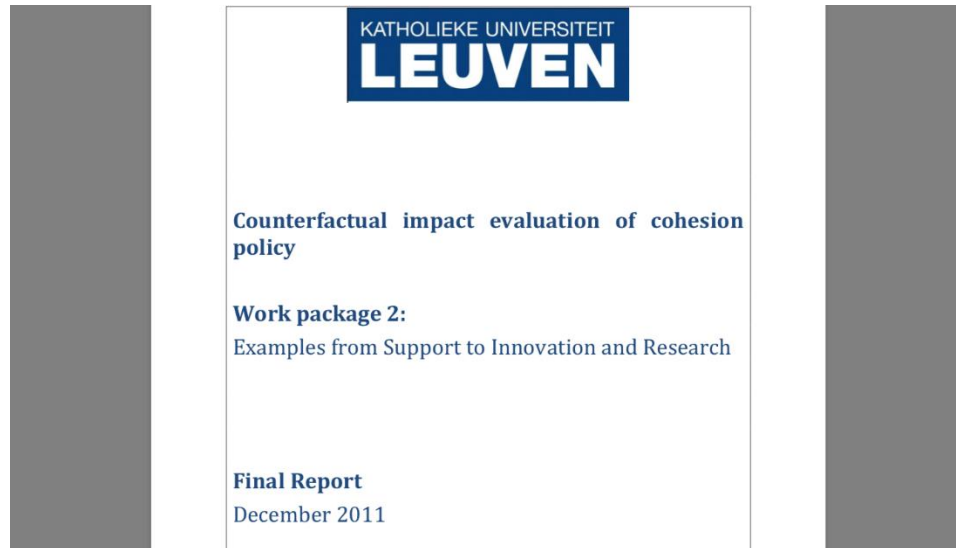 KATHOLIEKE UNIVERSITEIT
LEUVEN
Counterfactual impact evaluation of cohesion
policy
Work package 2:
Examples from Support to Innovation and Research
Final Report
December 2011